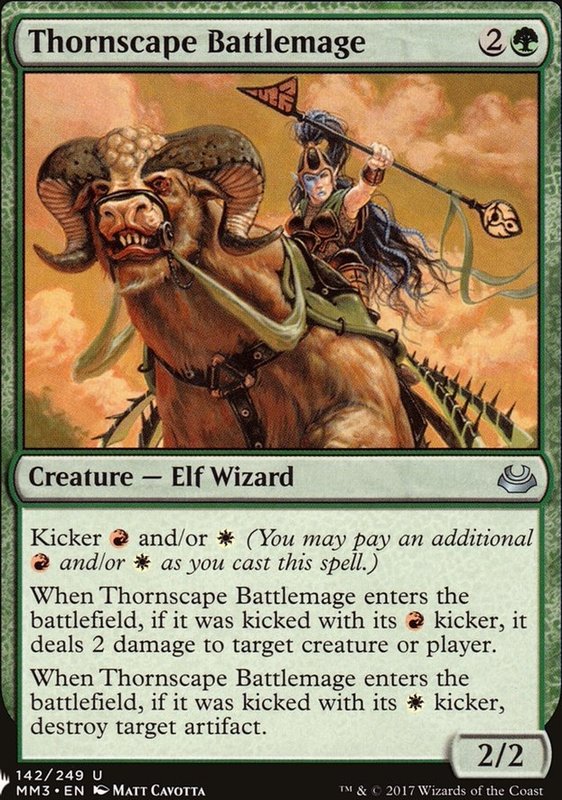 Thornscape Battlemage 2
Creature — Elf Wizard
Kicker and/or (You may pay an additional
and/or as you cast this spell.)
When Thornscape Battlemage enters the
battlefield, if it was kicked with its kicker, it
deals 2 damage to target creature or player.
When Thornscape Battlemage enters the
battlefield, if it was kicked with its kicker,
destroy target artifact.
2/2
142/249 U
MM3 • EN Matt Cavotta
™ & © 2017 Wizards of the Coast